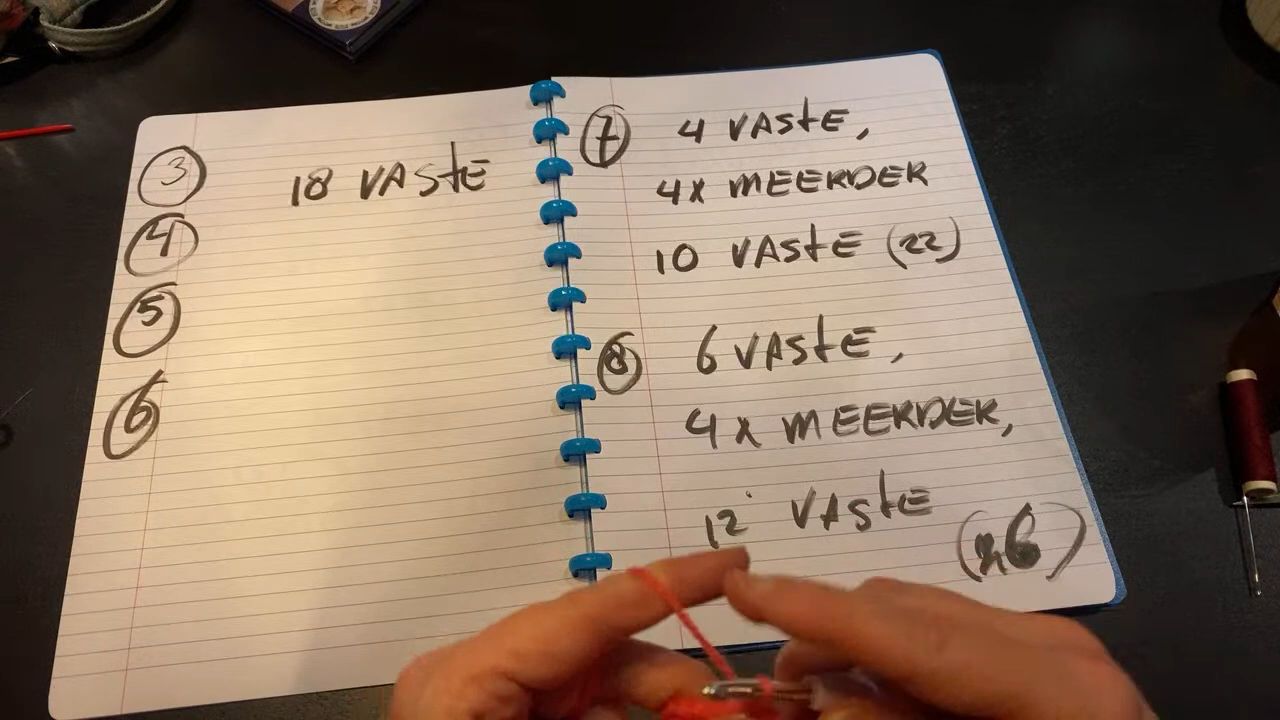 3 18 VASTE
4
5
6
7 4 VASTE,
4X MEERDER
10 VASTE (22)
8 6 VASTE,
4X MEERDER,
12 VASTE
(26)